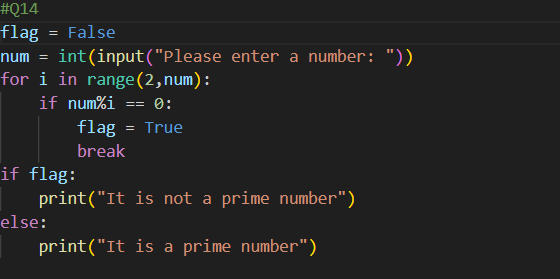 #Q14
flag = False
num = int(input("Please enter a number: "))
for i in range(2,num):
    if num%i == 0:
        flag = True
        break
if flag:
    print("It is not a prime number")
else:
    print("It is a prime number")